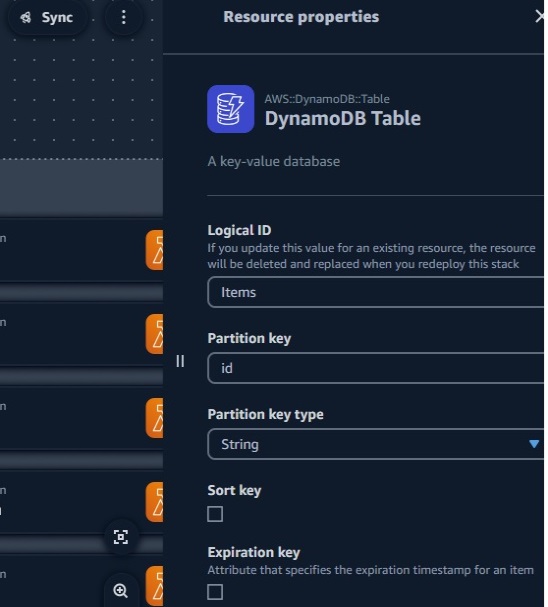 Sync
Resource properties
AWS::DynamoDB::Table
DynamoDB Table
A key-value database
Logical ID
If you update this value for an existing resource, the resource
will be deleted and replaced when you redeploy this stack
Items
Partition key
id
Partition key type
String
Sort key
Expiration key
Attribute that specifies the expiration timestamp for an item
n
n
n
n
n